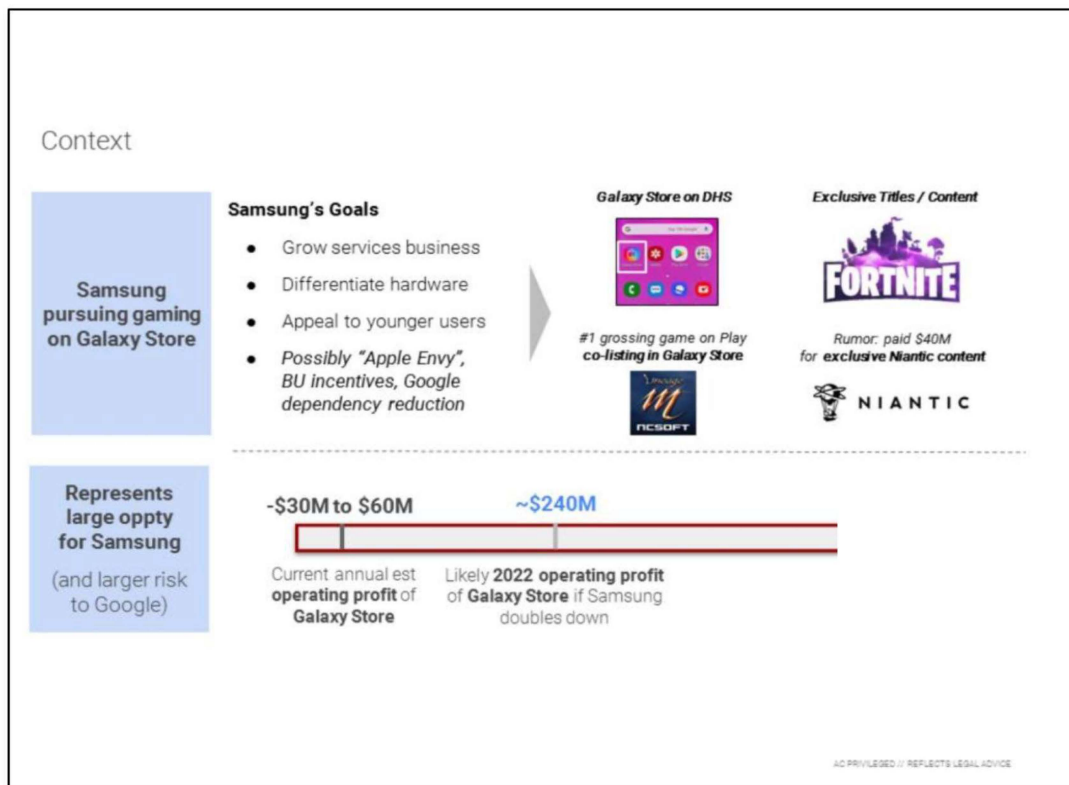 Context
Samsung
pursuing gaming
on Galaxy Store
Samsung's Goals
● Grow services business
● Differentiate hardware
● Appeal to younger users
● Possibly “Apple Envy”,
BU incentives, Google
dependency reduction
Galaxy Store on DHS
#1 grossing game on Play
co-listing in Galaxy Store
Lineage
m
NCSOFT
Exclusive Titles / Content
FORTNITE
Rumor: paid $40M
for exclusive Niantic content
NIANTIC
Represents
large oppty
for Samsung
(and larger risk
to Google)
-$30M to $60M
Current annual est
operating profit of
Galaxy Store
~$240M
Likely 2022 operating profit
of Galaxy Store if Samsung
doubles down
AC PRIVILEGED // REFLECTS LEGAL ADVICE